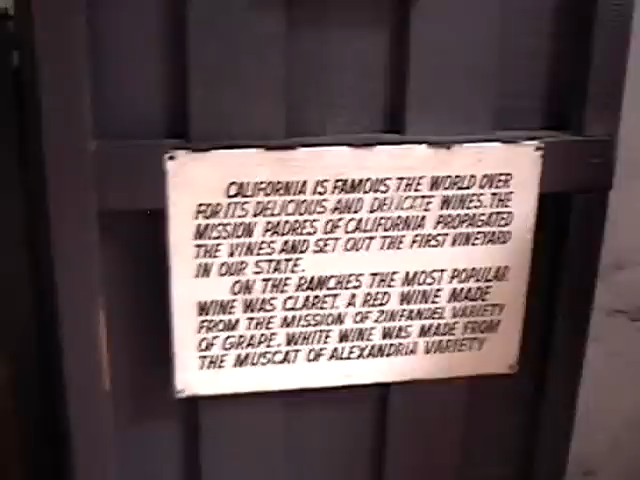 CALIFORNIA IS FAMOUS THE WORLD OVER
FOR ITS DELICIOUS AND DELICATE WINES. THE
MISSION PADRES OF CALIFORNIA PROPAGATED
THE VINES AND SET OUT THE FIRST VINEYARD
IN OUR STATE.
ON THE RANCHES THE MOST POPULAR
WINE WAS CLARET. A RED WINE MADE
FROM THE MISSION OF ZINFANDEL VARIETY
OF GRAPE. WHITE WINE WAS MADE FROM
THE MUSCAT OF ALEXANDRIA VARIETY